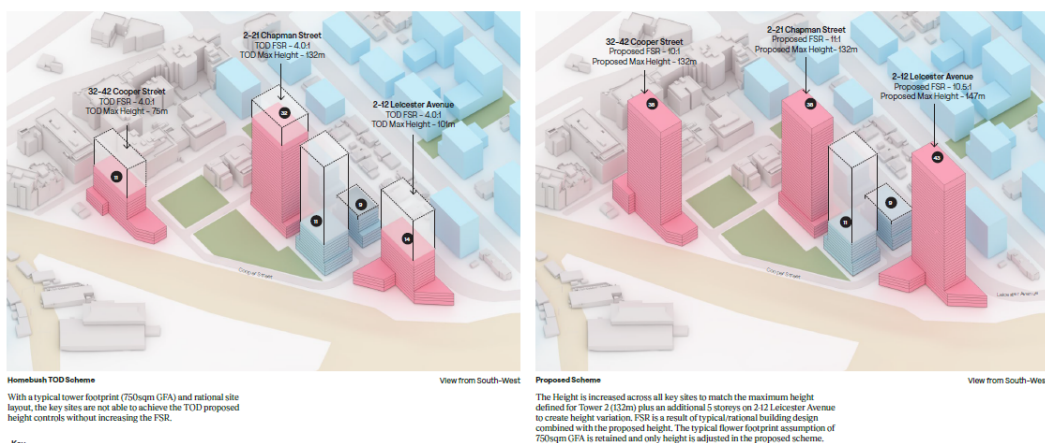 2-21 Chapman Street
TOD FSR - 4.0:1
TOD Max Height - 132m
32-42 Cooper Street
TOD FSR - 4.0:1
TOD Max Height - 75m
2-12 Leicester Avenue
TOD FSR - 4.0:1
TOD Max Height - 101m
32
11
9
11
14
Cooper Street
Homebush TOD Scheme
View from South-West
With a typical tower footprint (750sqm GFA) and rational site
layout, the key sites are not able to achieve the TOD proposed
height controls without increasing the FSR.
2-21 Chapman Street
Proposed FSR - 11:1
Proposed Max Height - 132m
32-42 Cooper Street
Proposed FSR - 10:1
Proposed Max Height - 132m
2-12 Leicester Avenue
Proposed FSR - 10.5:1
Proposed Max Height - 147m
38
38
43
9
11
Cooper Street
Leicester Avenue
Proposed Scheme
View from South-West
The Height is increased across all key sites to match the maximum height
defined for Tower 2 (132m) plus an additional 5 storeys on 2-12 Leicester Avenue
to create height variation. FSR is a result of typical/rational building design
combined with the proposed height. The typical flower footprint assumption of
750sqm GFA is retained and only height is adjusted in the proposed scheme.